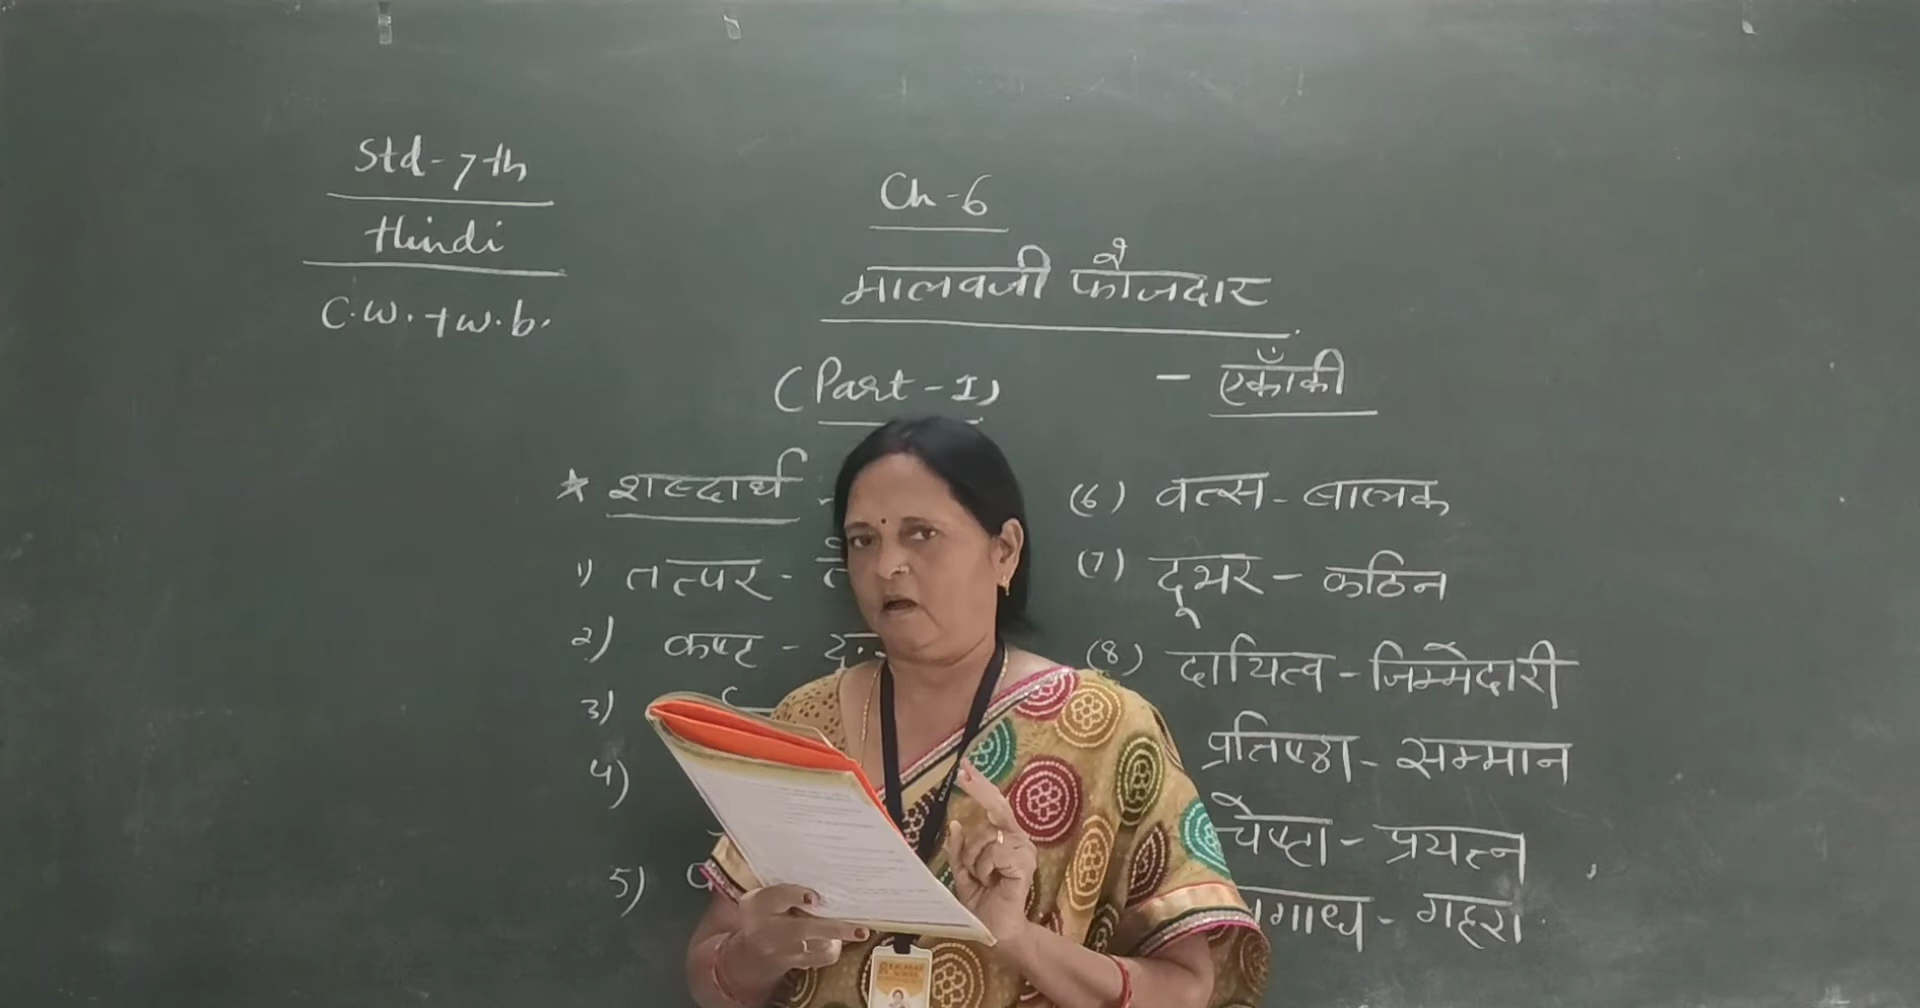 Std-7th
Hindi
C.W.+W.b.
Ch-6
मालवजी फौजदार
(Part-I)
- एकाँकी
* शब्दार्थ -
1) तत्पर -
2) कष्ट -
3)
4)
5)
(6) वत्स - बालक
(7) दूभर - कठिन
(8) दायित्व - जिम्मेदारी
प्रतिष्ठा - सम्मान
चेष्टा - प्रयत्न
गहरा